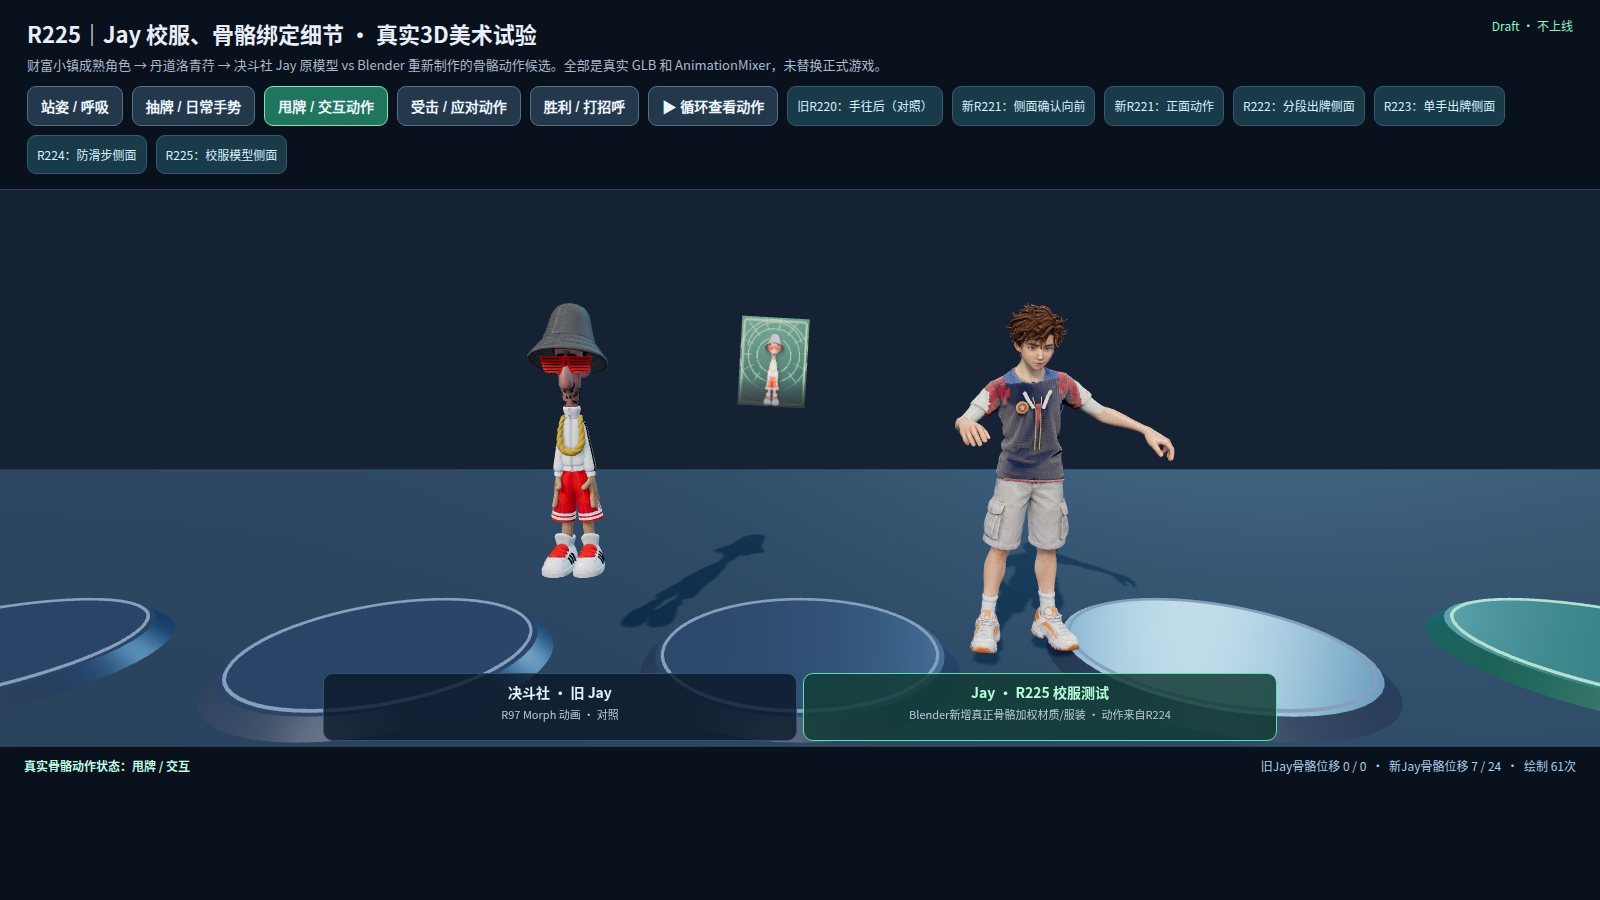 R225｜Jay 校服、骨骼绑定细节 · 真实3D美术试验
Draft · 不上线
财富小镇成熟角色 → 丹道洛青荇 → 决斗社 Jay 原模型 vs Blender 重新制作的骨骼动作候选。全部是真实 GLB 和 AnimationMixer，未替换正式游戏。
站姿 / 呼吸
抽牌 / 日常手势
甩牌 / 交互动作
受击 / 应对动作
胜利 / 打招呼
▶ 循环查看动作
旧R220：手往后（对照）
新R221：侧面确认向前
新R221：正面动作
R222：分段出牌侧面
R223：单手出牌侧面
R224：防滑步侧面
R225：校服模型侧面
决斗社 · 旧 Jay
R97 Morph 动画 · 对照
Jay · R225 校服测试
Blender新增真正骨骼加权材质/服装 · 动作来自R224
真实骨骼动作状态：甩牌 / 交互
旧Jay骨骼位移 0 / 0 · 新Jay骨骼位移 7 / 24 · 绘制 61次